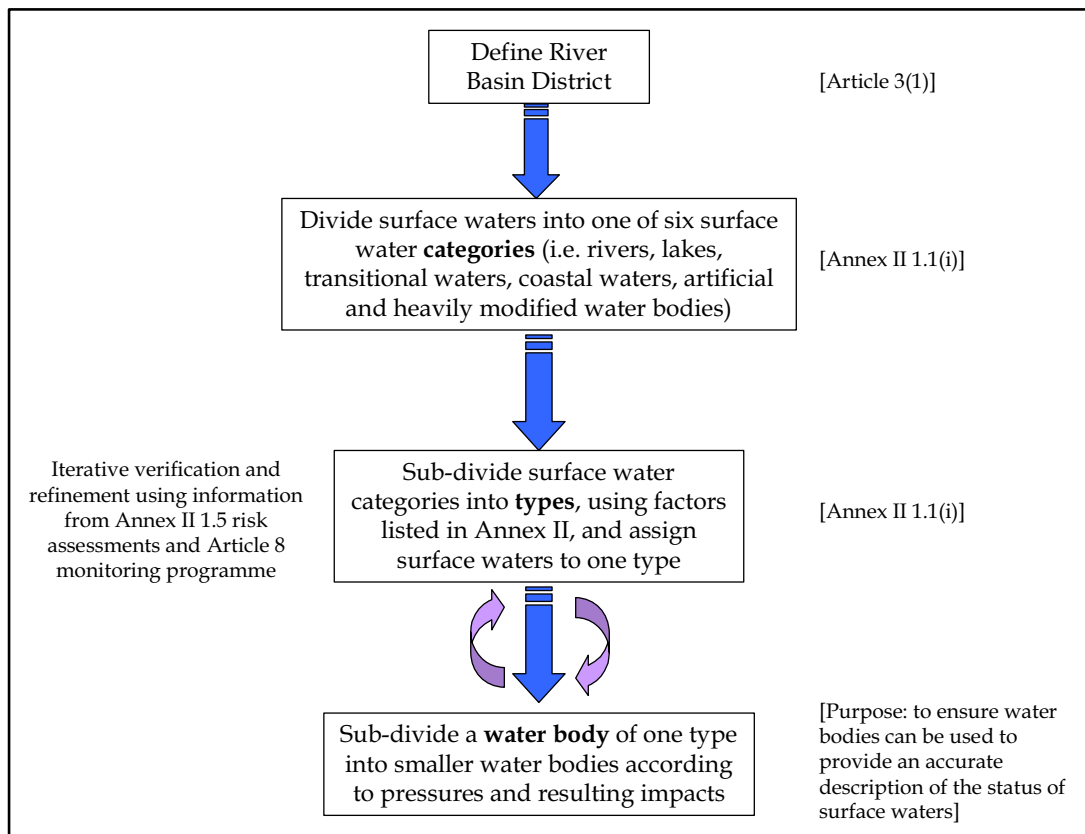 Define River
Basin District
[Article 3(1)]
Divide surface waters into one of six surface
water categories (i.e. rivers, lakes,
transitional waters, coastal waters, artificial
and heavily modified water bodies)
[Annex II 1.1(i)]
Iterative verification and
refinement using information
from Annex II 1.5 risk
assessments and Article 8
monitoring programme
Sub-divide surface water
categories into types, using factors
listed in Annex II, and assign
surface waters to one type
[Annex II 1.1(i)]
Sub-divide a water body of one type
into smaller water bodies according
to pressures and resulting impacts
[Purpose: to ensure water
bodies can be used to
provide an accurate
description of the status of
surface waters]